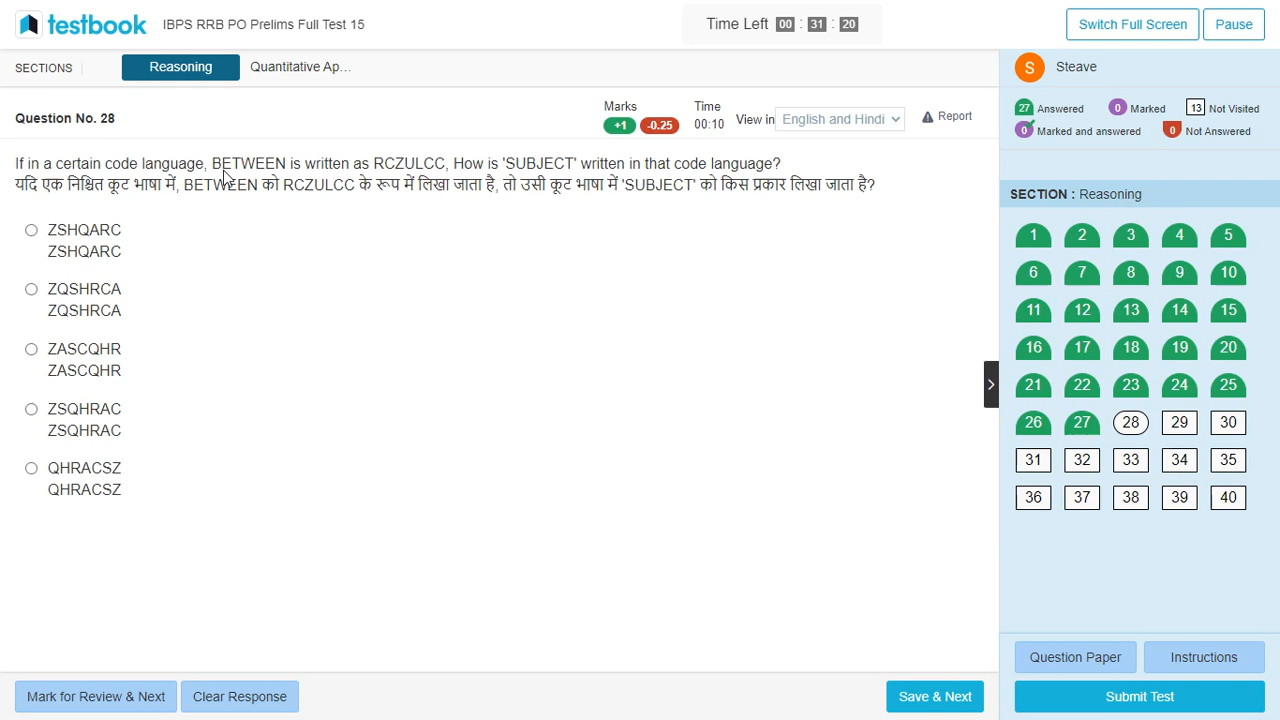 testbook IBPS RRB PO Prelims Full Test 15 Time Left 00 : 31 : 20 Switch Full Screen Pause
SECTIONS Reasoning Quantitative Ap... S Steave
Question No. 28 Marks +1 -0.25 Time 00:10 View in English and Hindi Report
27 Answered 0 Marked 13 Not Visited
0 Marked and answered 0 Not Answered
If in a certain code language, BETWEEN is written as RCZULCC, How is 'SUBJECT' written in that code language?
यदि एक निश्चित कूट भाषा में, BETWEEN को RCZULCC के रूप में लिखा जाता है, तो उसी कूट भाषा में 'SUBJECT' को किस प्रकार लिखा जाता है?
ZSHQARC
ZSHQARC
ZQSHRCA
ZQSHRCA
ZASCQHR
ZASCQHR
ZSQHRAC
ZSQHRAC
QHRACSZ
QHRACSZ
SECTION : Reasoning
1 2 3 4 5
6 7 8 9 10
11 12 13 14 15
16 17 18 19 20
21 22 23 24 25
26 27 28 29 30
31 32 33 34 35
36 37 38 39 40
Question Paper Instructions
Mark for Review & Next Clear Response Save & Next Submit Test